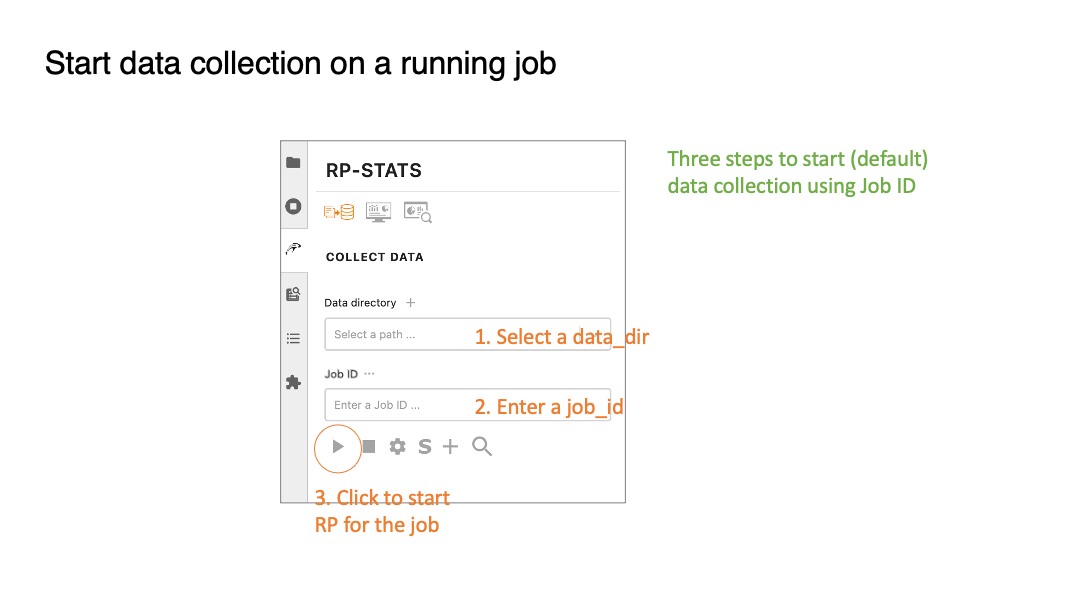 Start data collection on a running job
RP-STATS
Three steps to start (default)
data collection using Job ID
COLLECT DATA
Data directory +
Select a path ...
1. Select a data_dir
Job ID ...
Enter a Job ID ...
2. Enter a job_id
S
3. Click to start
RP for the job